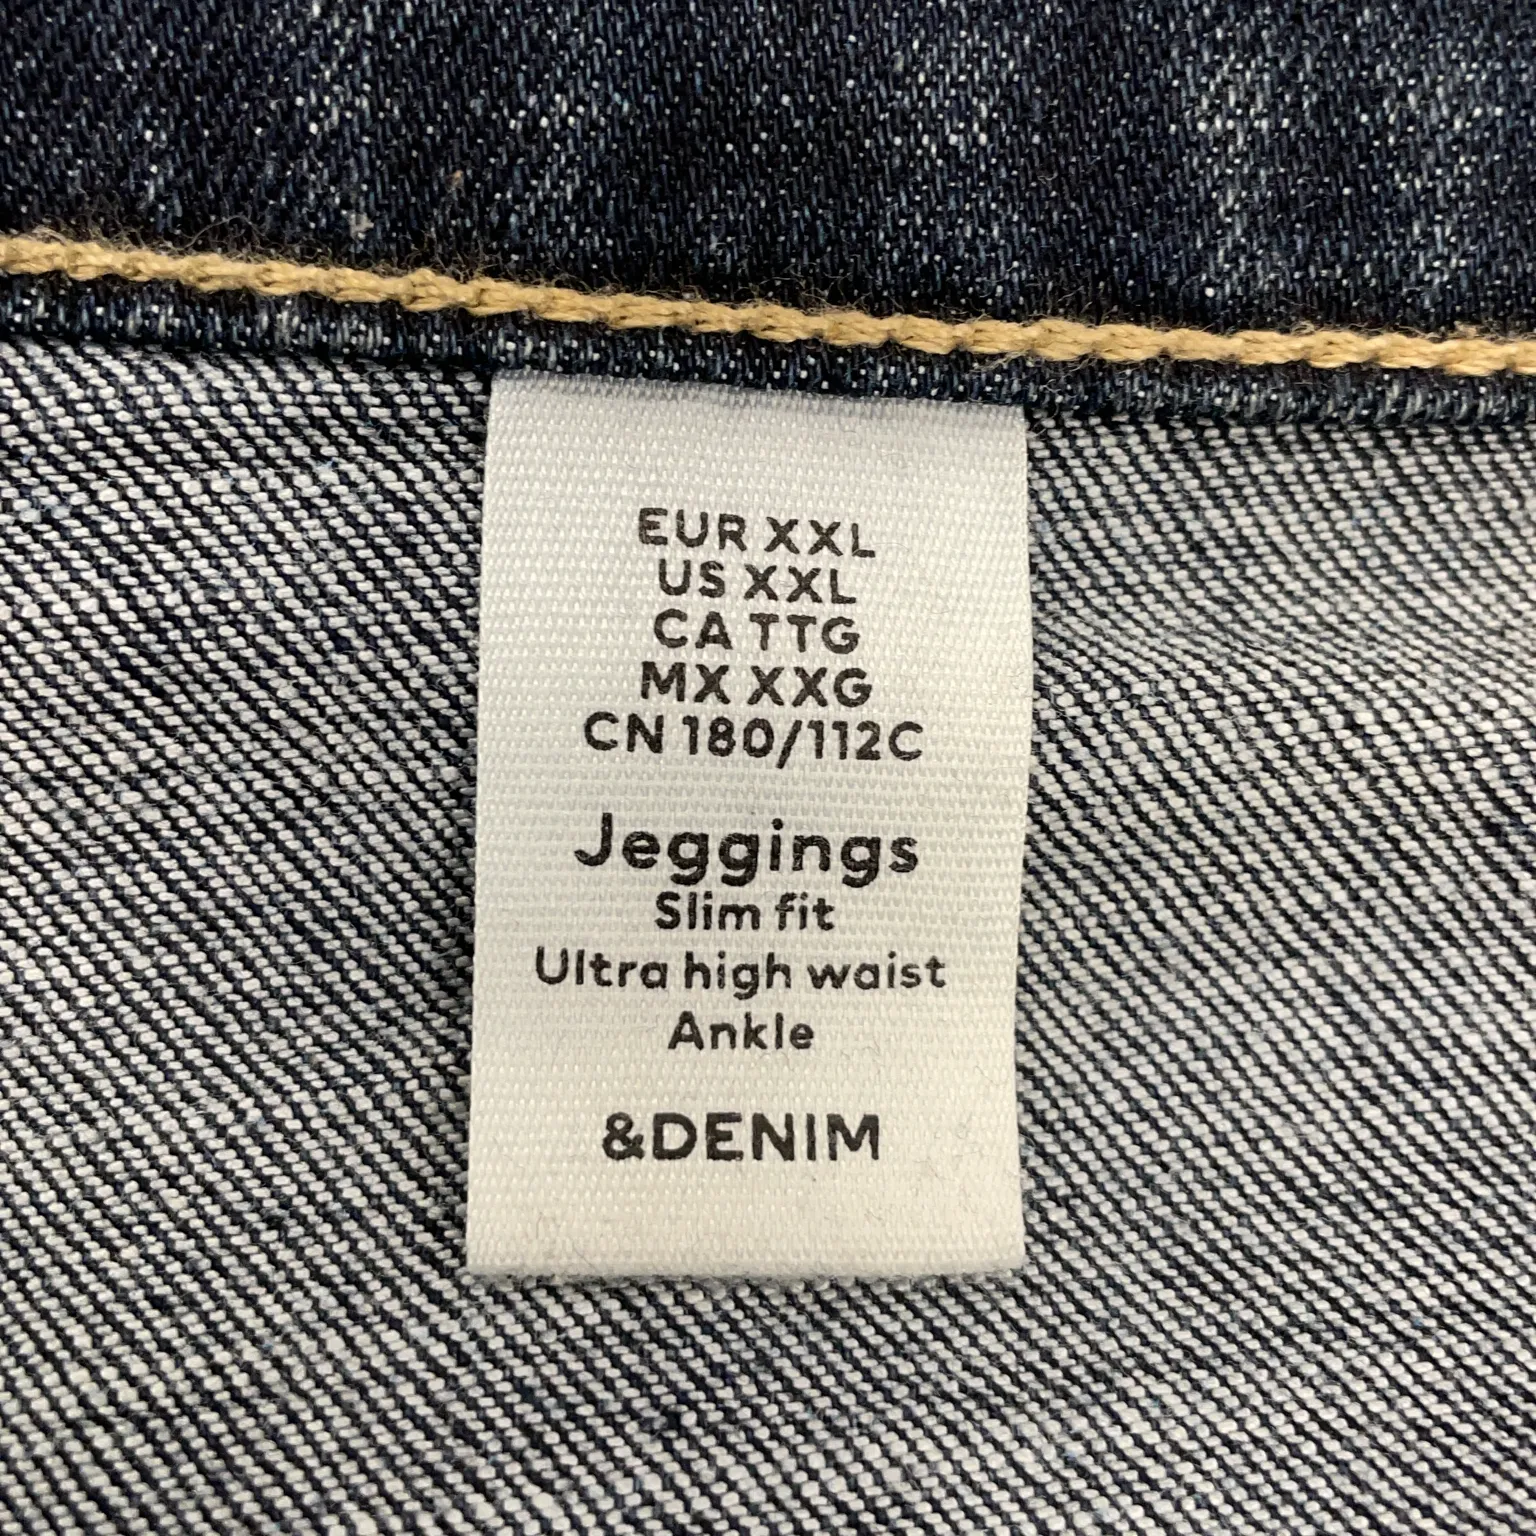 EUR XXL
US XXL
CA TTG
MX XXG
CN 180/112C
Jeggings
Slim fit
Ultra high waist
Ankle
&DENIM